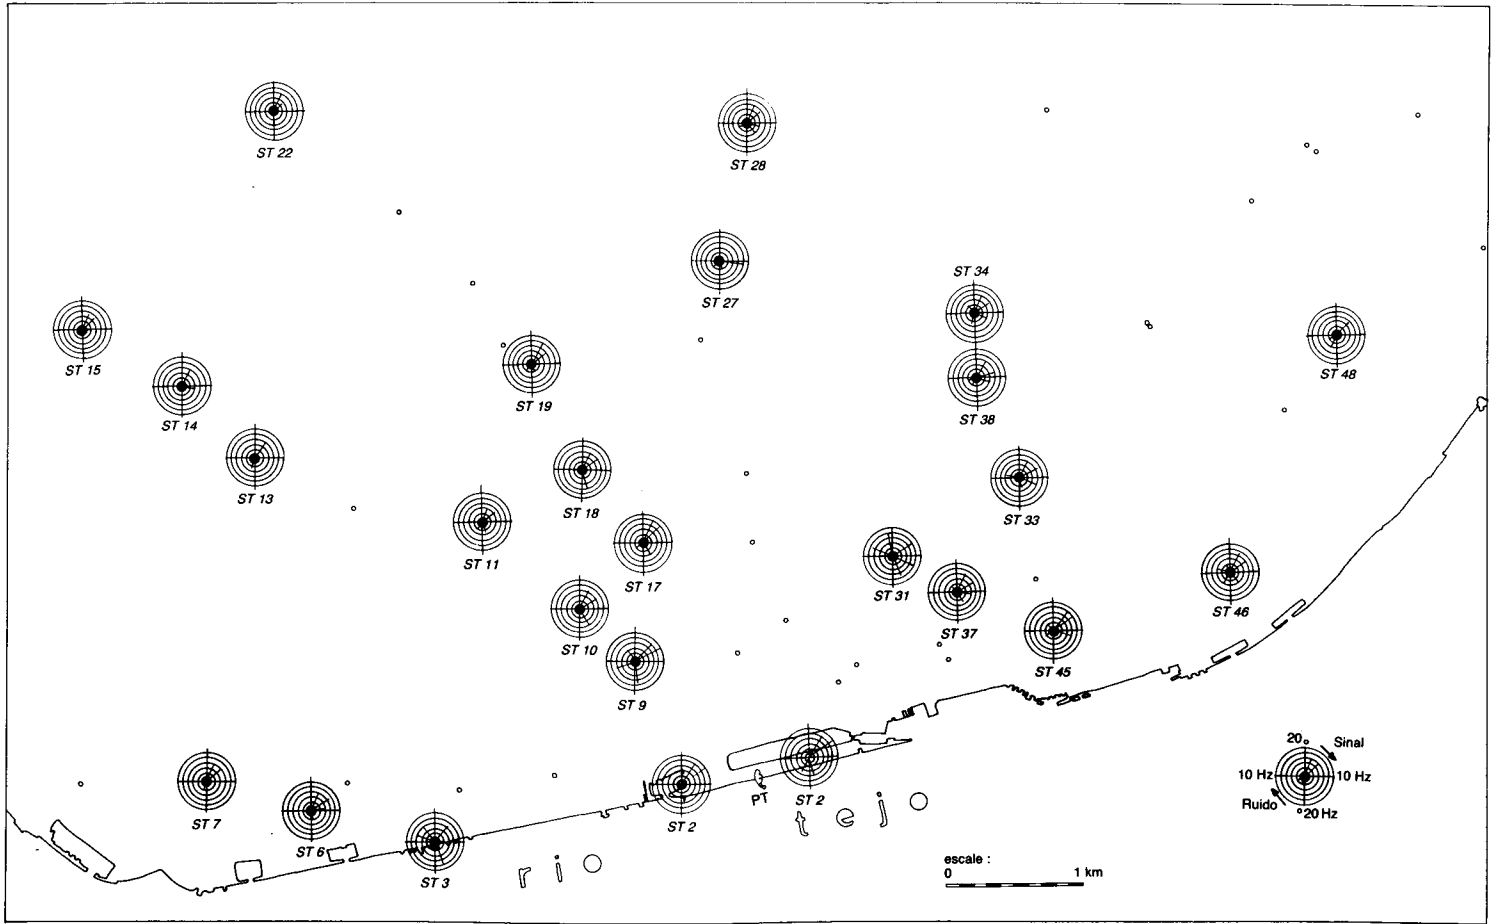 ST 22
ST 28
ST 27
ST 34
ST 15
ST 14
ST 19
ST 38
ST 48
ST 13
ST 18
ST 33
ST 11
ST 17
ST 31
ST 37
ST 46
ST 10
ST 45
ST 9
ST 7
ST 6
ST 3
ST 2
PT
ST 2
rio tejo
20
Sinal
10 Hz
10 Hz
Ruido
20 Hz
escale :
0 1 km